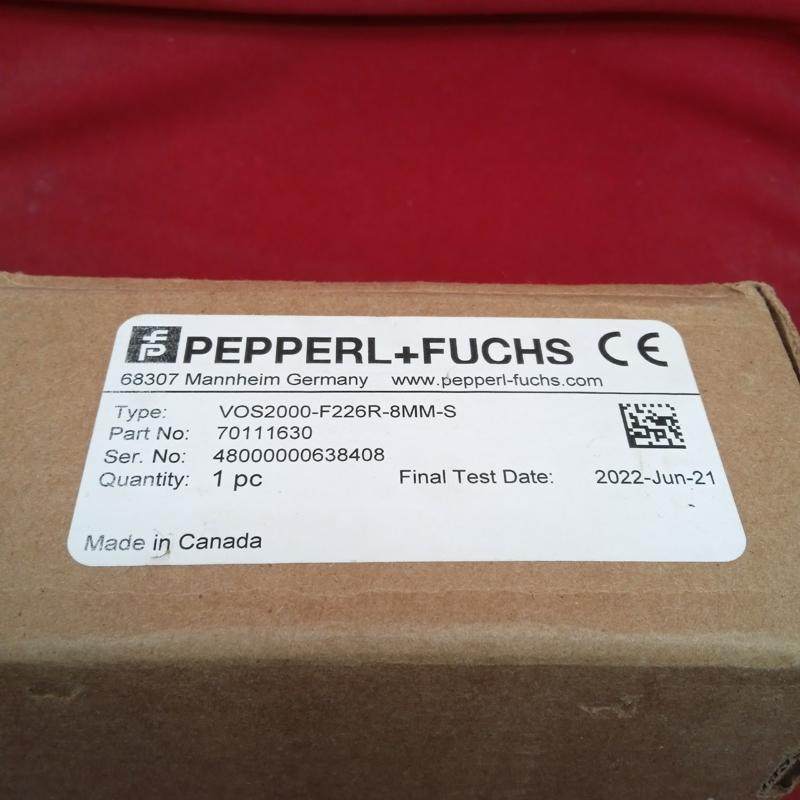 PEPPERL+FUCHS CE
68307 Mannheim Germany www.pepperl-fuchs.com
Type: VOS2000-F226R-8MM-S
Part No: 70111630
Ser. No: 48000000638408
Quantity: 1 pc Final Test Date: 2022-Jun-21
Made in Canada